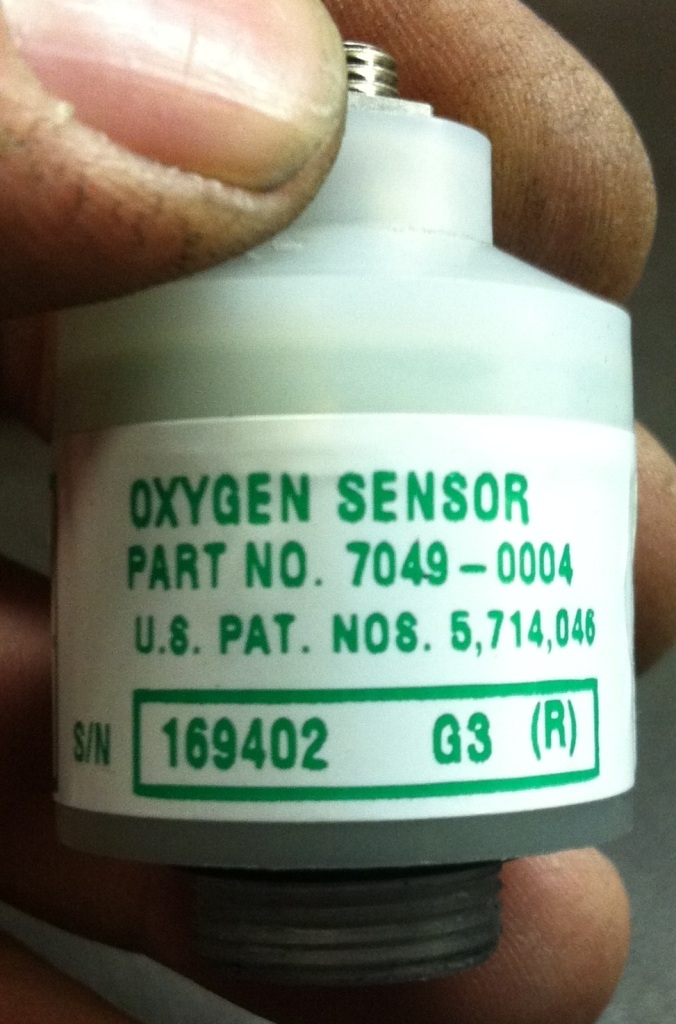 OXYGEN SENSOR
PART NO. 7049-0004
U.S. PAT. NOS. 5,714,046
S/N 169402 G3 (R)